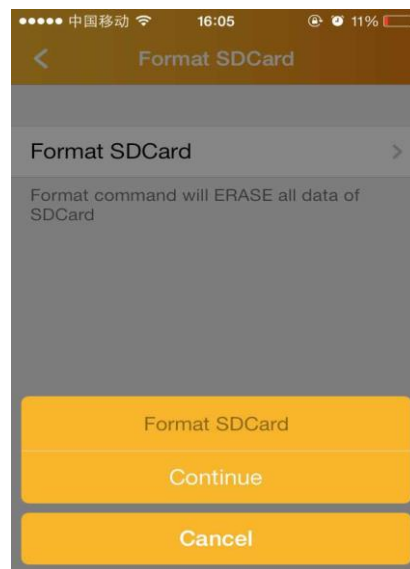 中国移动 16:05 11%
Format SDCard
Format SDCard
Format command will ERASE all data of
SDCard
Format SDCard
Continue
Cancel